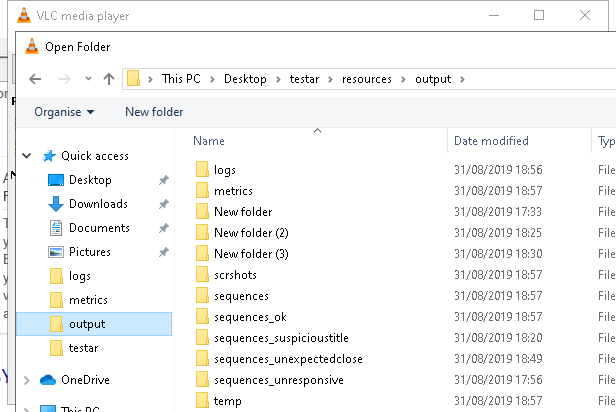 VLC media player
Open Folder
This PC > Desktop > testar > resources > output >
Organise New folder
Name Date modified Typ
Quick access
Desktop
Downloads
Documents
Pictures
logs
metrics
output
testar
OneDrive
This PC
logs 31/08/2019 18:56 File
metrics 31/08/2019 18:57 File
New folder 31/08/2019 17:33 File
New folder (2) 31/08/2019 18:25 File
New folder (3) 31/08/2019 18:30 File
scrshots 31/08/2019 18:57 File
sequences 31/08/2019 18:57 File
sequences_ok 31/08/2019 18:57 File
sequences_suspicioustitle 31/08/2019 18:20 File
sequences_unexpectedclose 31/08/2019 18:49 File
sequences_unresponsive 31/08/2019 17:56 File
temp 31/08/2019 18:57 File